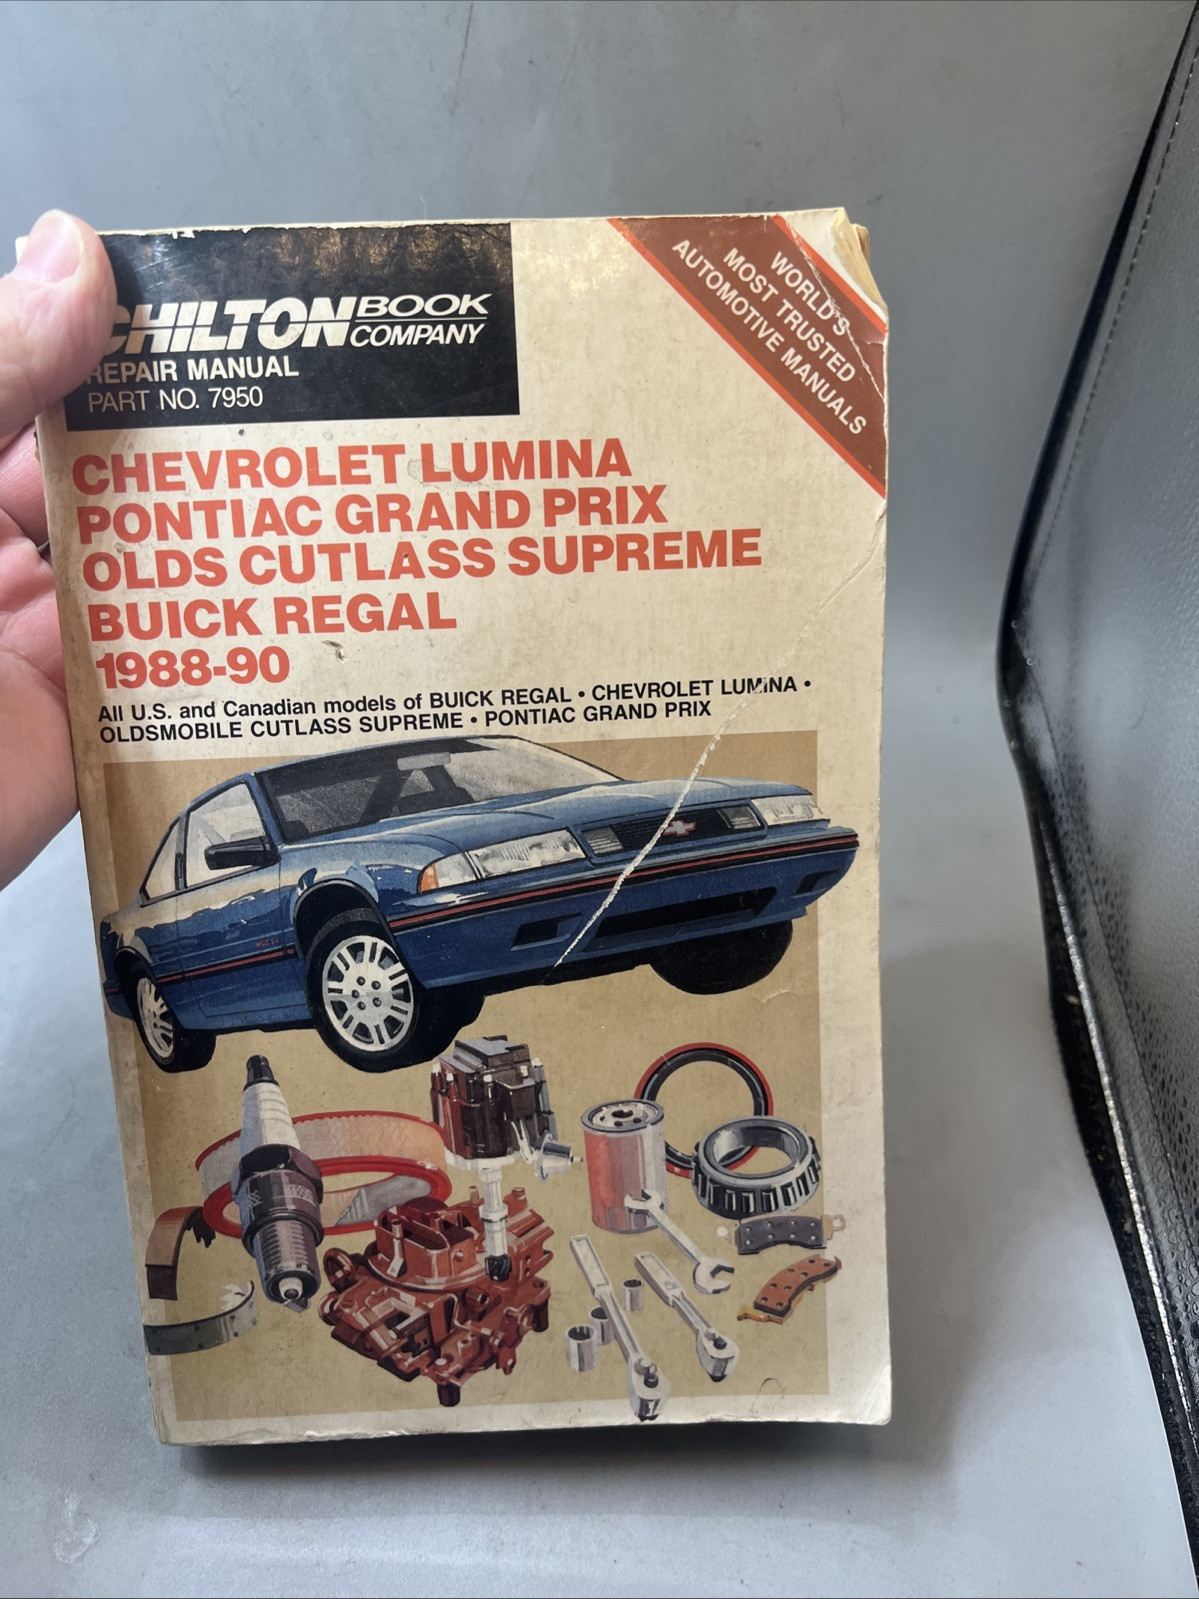 CHILTON BOOK COMPANY
REPAIR MANUAL
PART NO. 7950
WORLD'S
MOST TRUSTED
AUTOMOTIVE MANUALS
CHEVROLET LUMINA
PONTIAC GRAND PRIX
OLDS CUTLASS SUPREME
BUICK REGAL
1988-90
All U.S. and Canadian models of BUICK REGAL • CHEVROLET LUMINA •
OLDSMOBILE CUTLASS SUPREME • PONTIAC GRAND PRIX